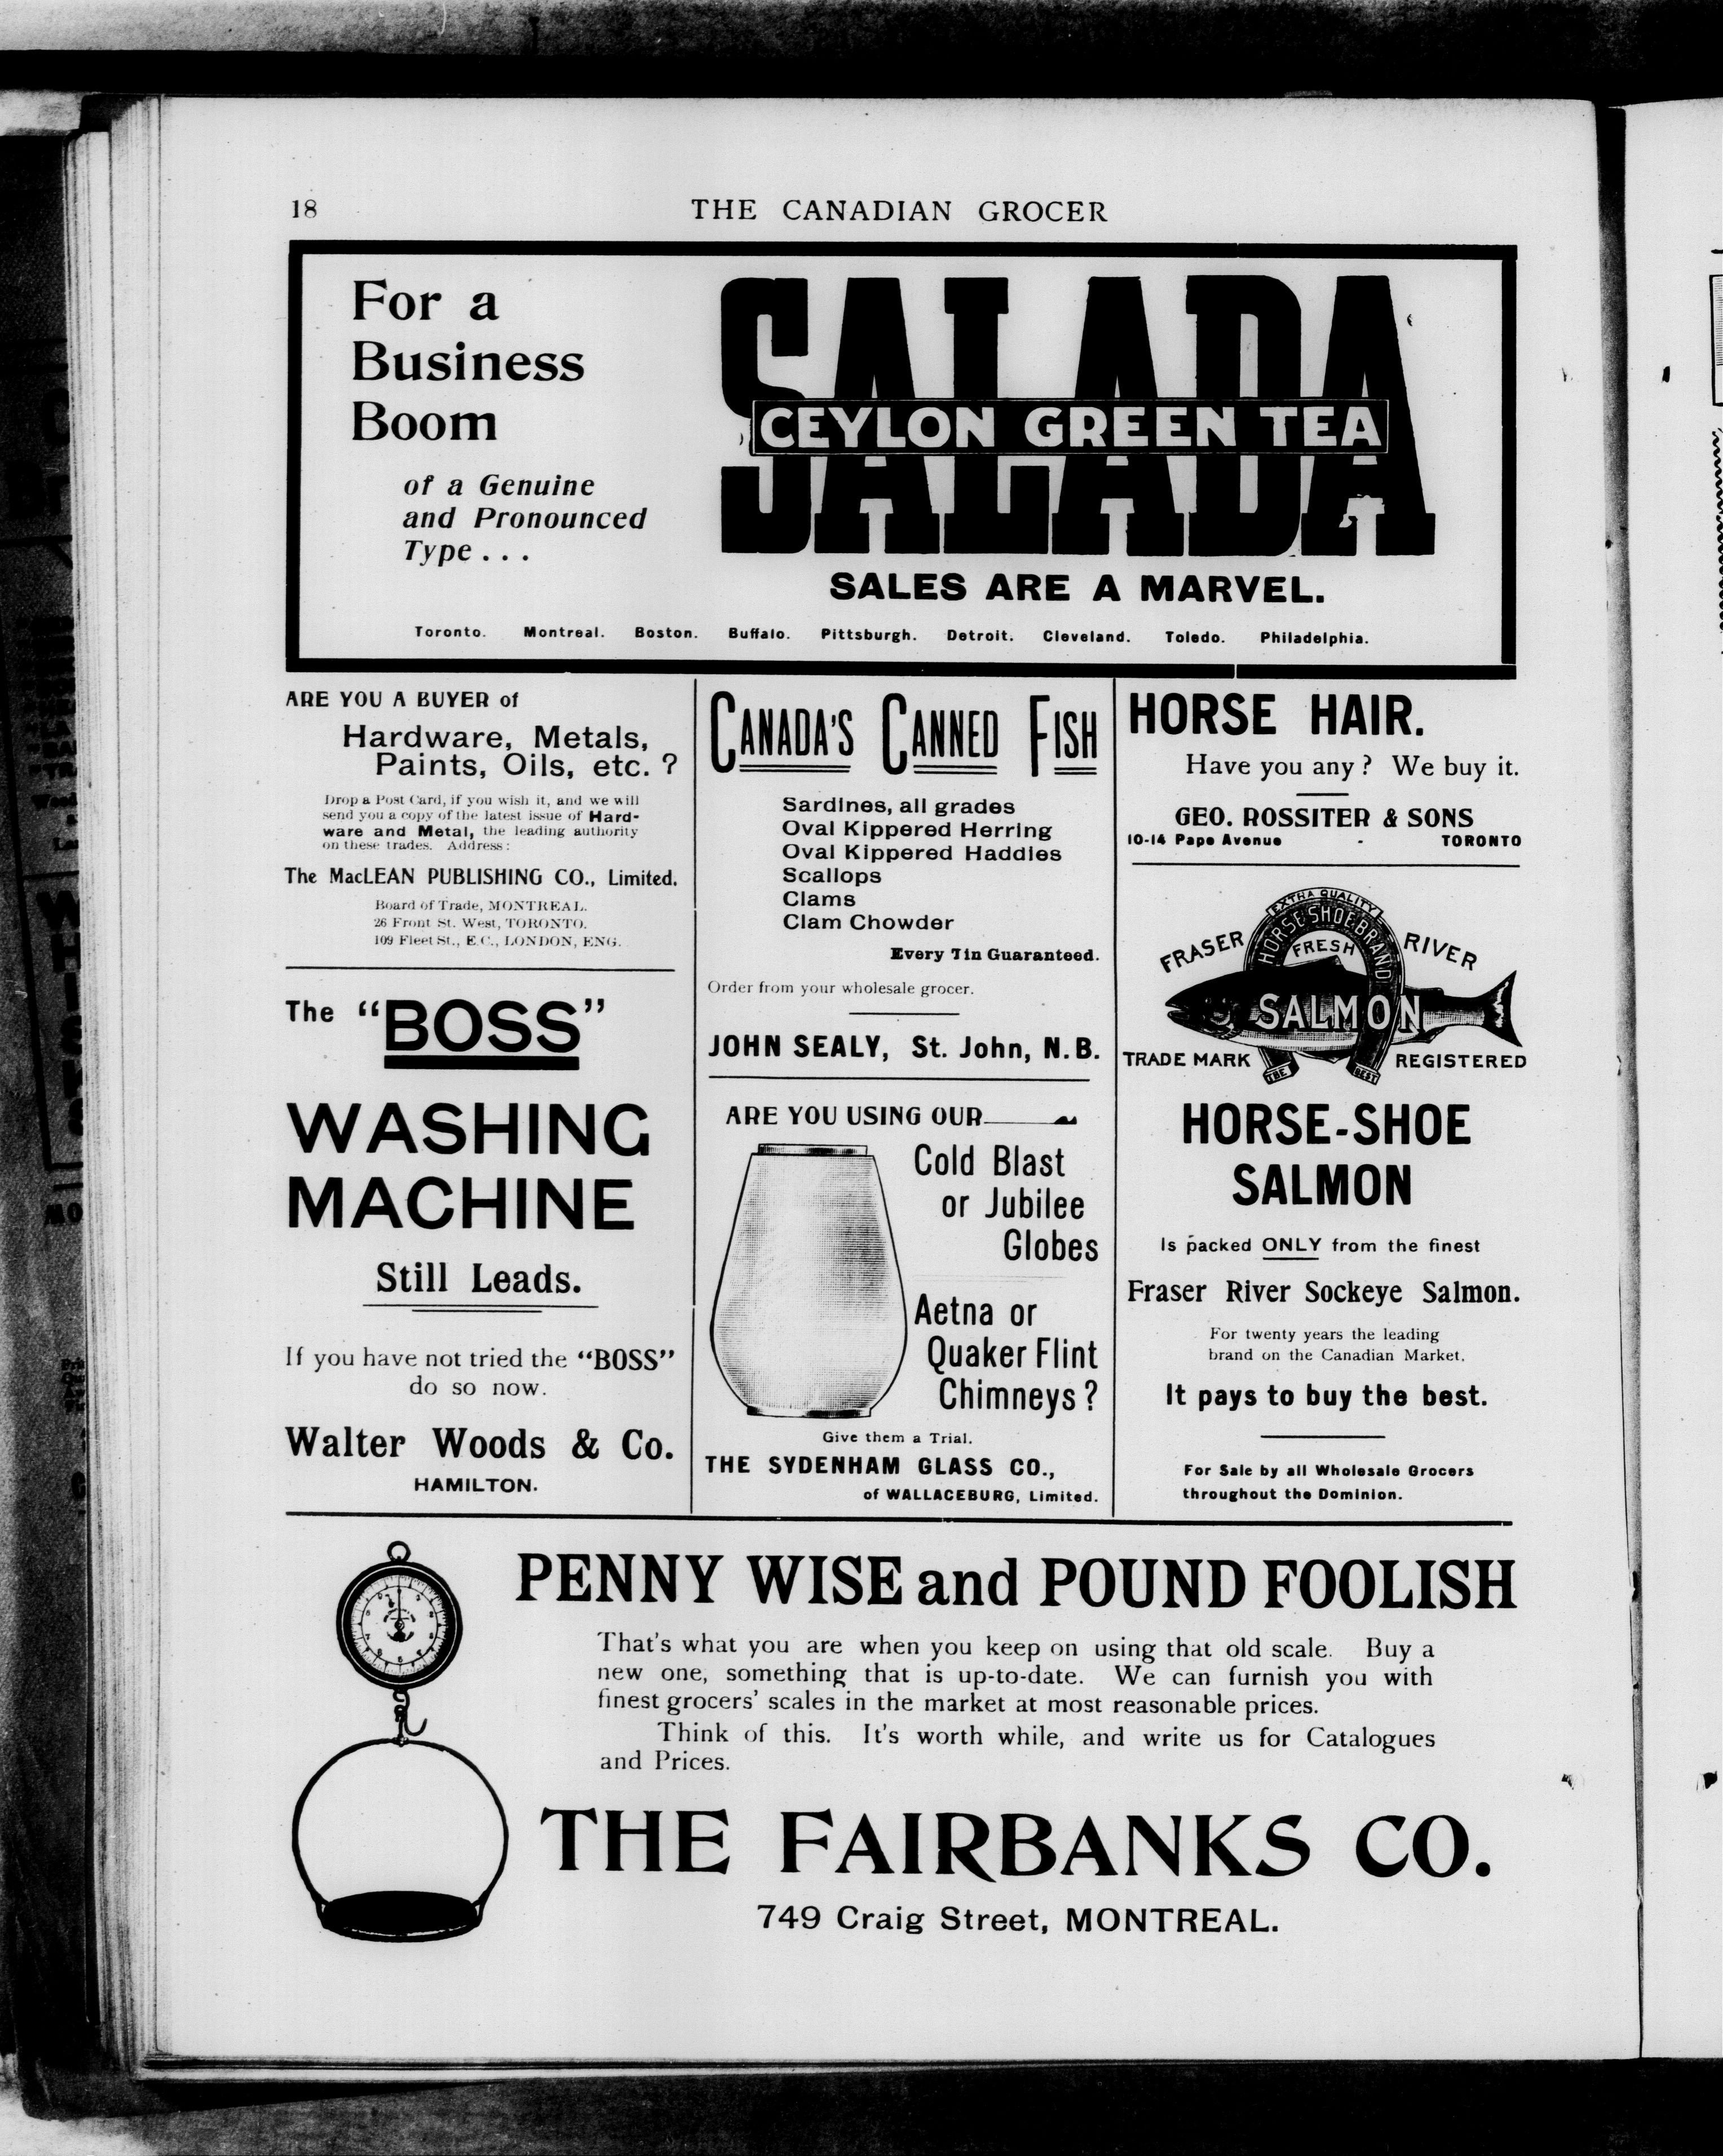 18
THE CANADIAN GROCER
For a
Business
Boom
of a Genuine
and Pronounced
Type . . .
SALADA
CEYLON GREEN TEA
SALES ARE A MARVEL.
Toronto. Montreal. Boston. Buffalo. Pittsburgh. Detroit. Cleveland. Toledo. Philadelphia.
ARE YOU A BUYER of
Hardware, Metals,
Paints, Oils, etc. ?
Drop a Post Card, if you wish it, and we will
send you a copy of the latest issue of Hard-
ware and Metal, the leading authority
on these trades. Address:
The MacLEAN PUBLISHING CO., Limited.
Board of Trade, MONTREAL.
26 Front St. West, TORONTO.
109 Fleet St., E.C., LONDON, ENG.
The "BOSS"
WASHING
MACHINE
Still Leads.
If you have not tried the "BOSS"
do so now.
Walter Woods & Co.
HAMILTON.
CANADA'S CANNED FISH
Sardines, all grades
Oval Kippered Herring
Oval Kippered Haddies
Scallops
Clams
Clam Chowder
Every Tin Guaranteed.
Order from your wholesale grocer.
JOHN SEALY, St. John, N.B.
ARE YOU USING OUR
Cold Blast
or Jubilee
Globes
Aetna or
Quaker Flint
Chimneys ?
Give them a Trial.
THE SYDENHAM GLASS CO.,
of WALLACEBURG, Limited.
HORSE HAIR.
Have you any ? We buy it.
GEO. ROSSITER & SONS
10-14 Pape Avenue - TORONTO
EXTRA QUALITY
HORSE SHOE BRAND
FRASER RIVER
FRESH
SALMON
TRADE MARK REGISTERED
THE BEST
HORSE-SHOE
SALMON
Is packed ONLY from the finest
Fraser River Sockeye Salmon.
For twenty years the leading
brand on the Canadian Market.
It pays to buy the best.
For Sale by all Wholesale Grocers
throughout the Dominion.
PENNY WISE and POUND FOOLISH
That's what you are when you keep on using that old scale. Buy a
new one, something that is up-to-date. We can furnish you with
finest grocers' scales in the market at most reasonable prices.
Think of this. It's worth while, and write us for Catalogues
and Prices.
THE FAIRBANKS CO.
749 Craig Street, MONTREAL.